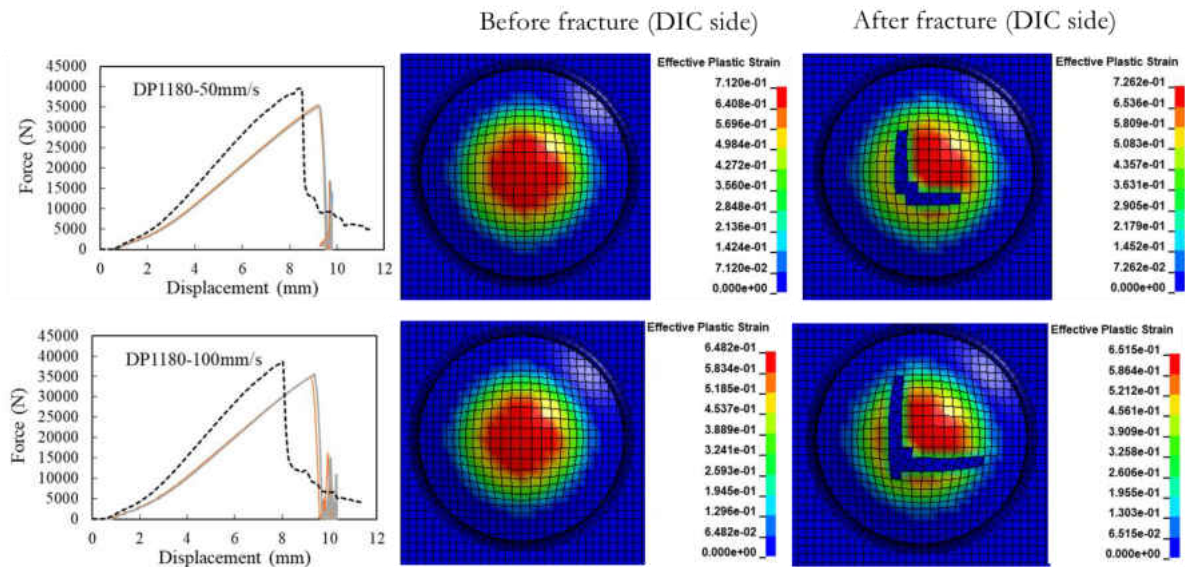 Before fracture (DIC side)
After fracture (DIC side)
45000
40000
35000
30000
25000
20000
15000
10000
5000
0
Force (N)
DP1180-50mm/s
0 2 4 6 8 10 12
Displacement (mm)
Effective Plastic Strain
7.120e-01
6.408e-01
5.696e-01
4.984e-01
4.272e-01
3.560e-01
2.848e-01
2.136e-01
1.424e-01
7.120e-02
0.000e+00
Effective Plastic Strain
7.262e-01
6.536e-01
5.809e-01
5.083e-01
4.357e-01
3.631e-01
2.905e-01
2.179e-01
1.452e-01
7.262e-02
0.000e+00
45000
40000
35000
30000
25000
20000
15000
10000
5000
0
Force (N)
DP1180-100mm/s
0 2 4 6 8 10 12
Displacement (mm)
Effective Plastic Strain
6.482e-01
5.834e-01
5.185e-01
4.537e-01
3.889e-01
3.241e-01
2.593e-01
1.945e-01
1.296e-01
6.482e-02
0.000e+00
Effective Plastic Strain
6.515e-01
5.864e-01
5.212e-01
4.561e-01
3.909e-01
3.258e-01
2.606e-01
1.955e-01
1.303e-01
6.515e-02
0.000e+00